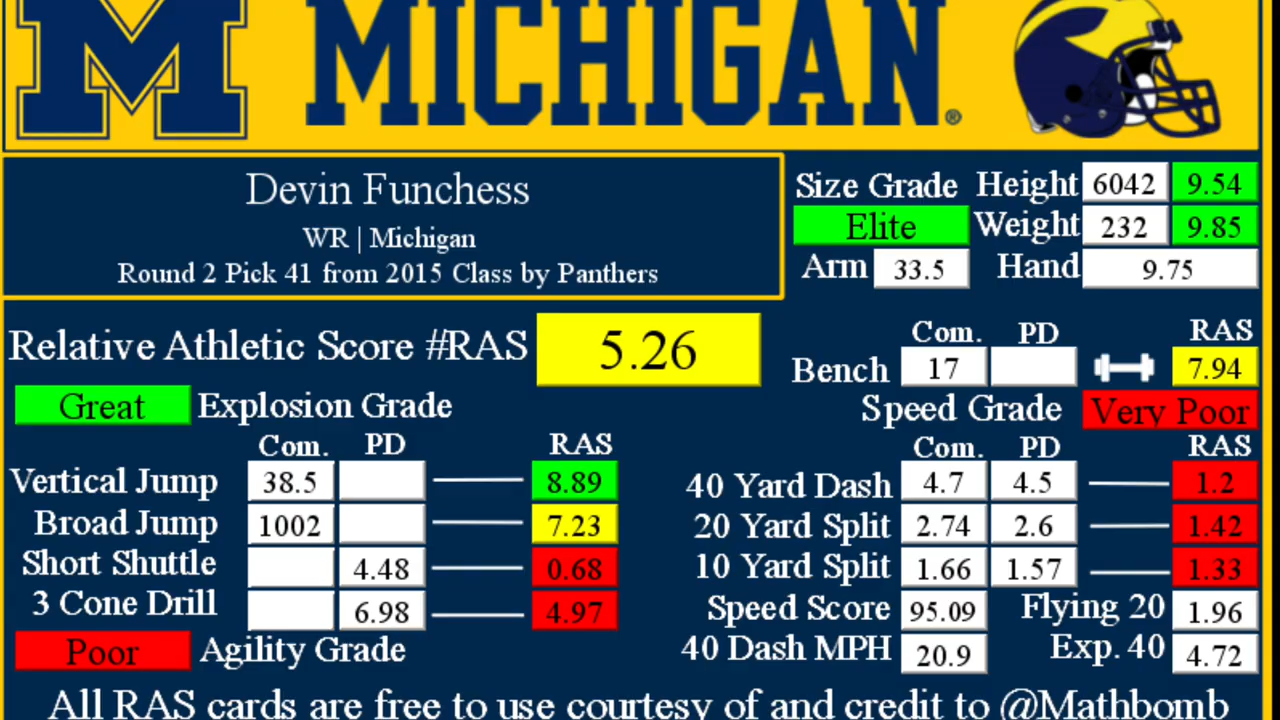 M MICHIGAN®
Devin Funchess
WR | Michigan
Round 2 Pick 41 from 2015 Class by Panthers
Size Grade Height 6042 9.54
Elite Weight 232 9.85
Arm 33.5 Hand 9.75
Relative Athletic Score #RAS 5.26
Com. PD RAS
Bench 17 7.94
Great Explosion Grade
Speed Grade Very Poor
Com. PD RAS
Vertical Jump 38.5 8.89
Broad Jump 1002 7.23
Short Shuttle 4.48 0.68
3 Cone Drill 6.98 4.97
Poor Agility Grade
Com. PD RAS
40 Yard Dash 4.7 4.5 1.2
20 Yard Split 2.74 2.6 1.42
10 Yard Split 1.66 1.57 1.33
Speed Score 95.09 Flying 20 1.96
40 Dash MPH 20.9 Exp. 40 4.72
All RAS cards are free to use courtesy of and credit to @Mathbomb